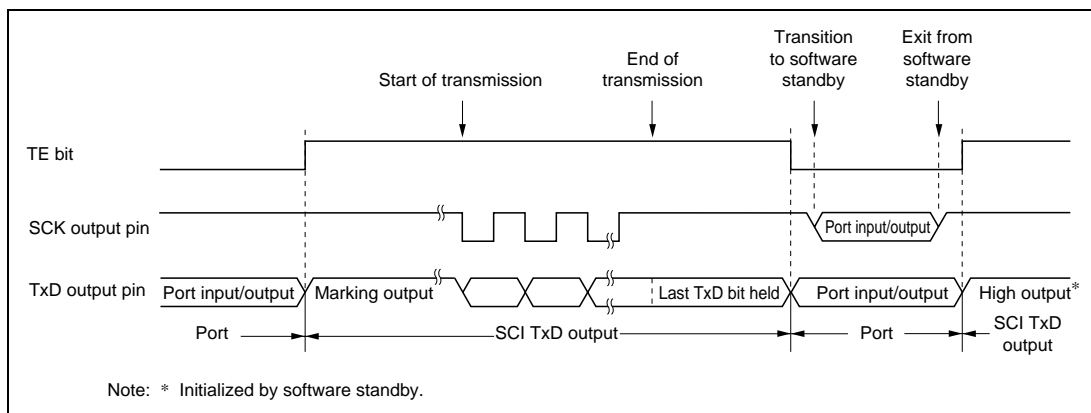 Transition
to software
standby
Exit from
software
standby
End of
transmission
Start of transmission
TE bit
SCK output pin
Port input/output
TxD output pin
Port input/output
Marking output
Last TxD bit held
Port input/output
High output*
Port
SCI TxD output
Port
SCI TxD
output
Note: * Initialized by software standby.